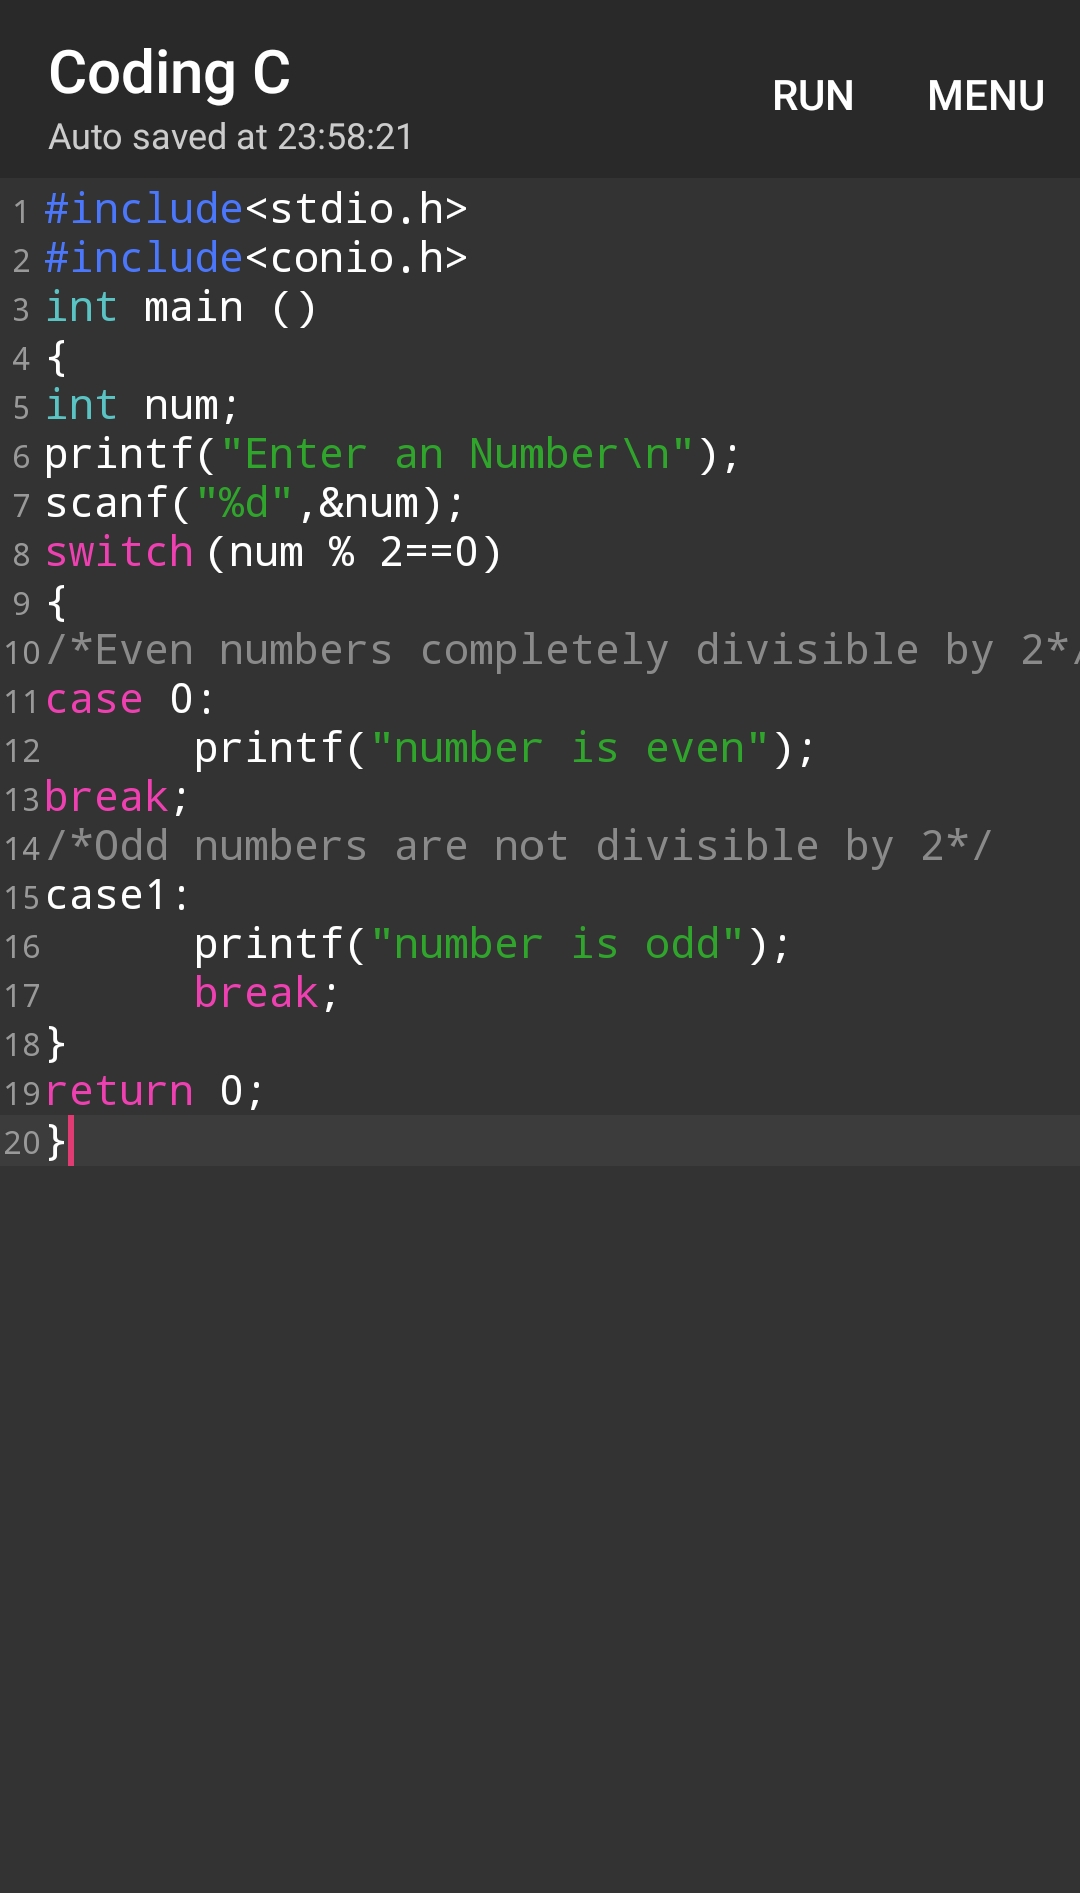 Coding C
Auto saved at 23:58:21
RUN
MENU
1 #include<stdio.h>
2 #include<conio.h>
3 int main ()
4 {
5 int num;
6 printf("Enter an Number\n");
7 scanf("%d",&num);
8 switch(num % 2==0)
9 {
10 /*Even numbers completely divisible by 2*/
11 case 0:
12       printf("number is even");
13 break;
14 /*Odd numbers are not divisible by 2*/
15 case1:
16       printf("number is odd");
17       break;
18 }
19 return 0;
20 }